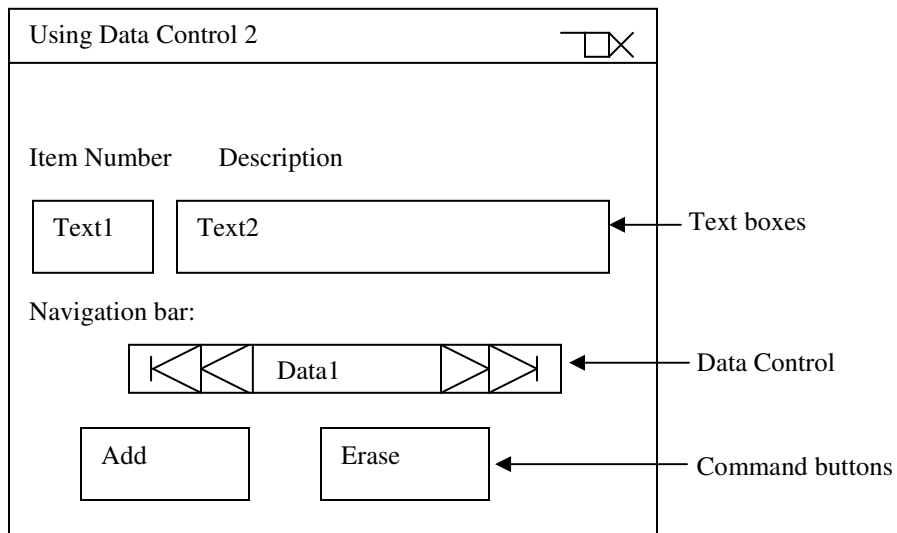 Using Data Control 2
Item Number Description
Text1 Text2 Text boxes
Navigation bar:
Data1 Data Control
Add Erase Command buttons